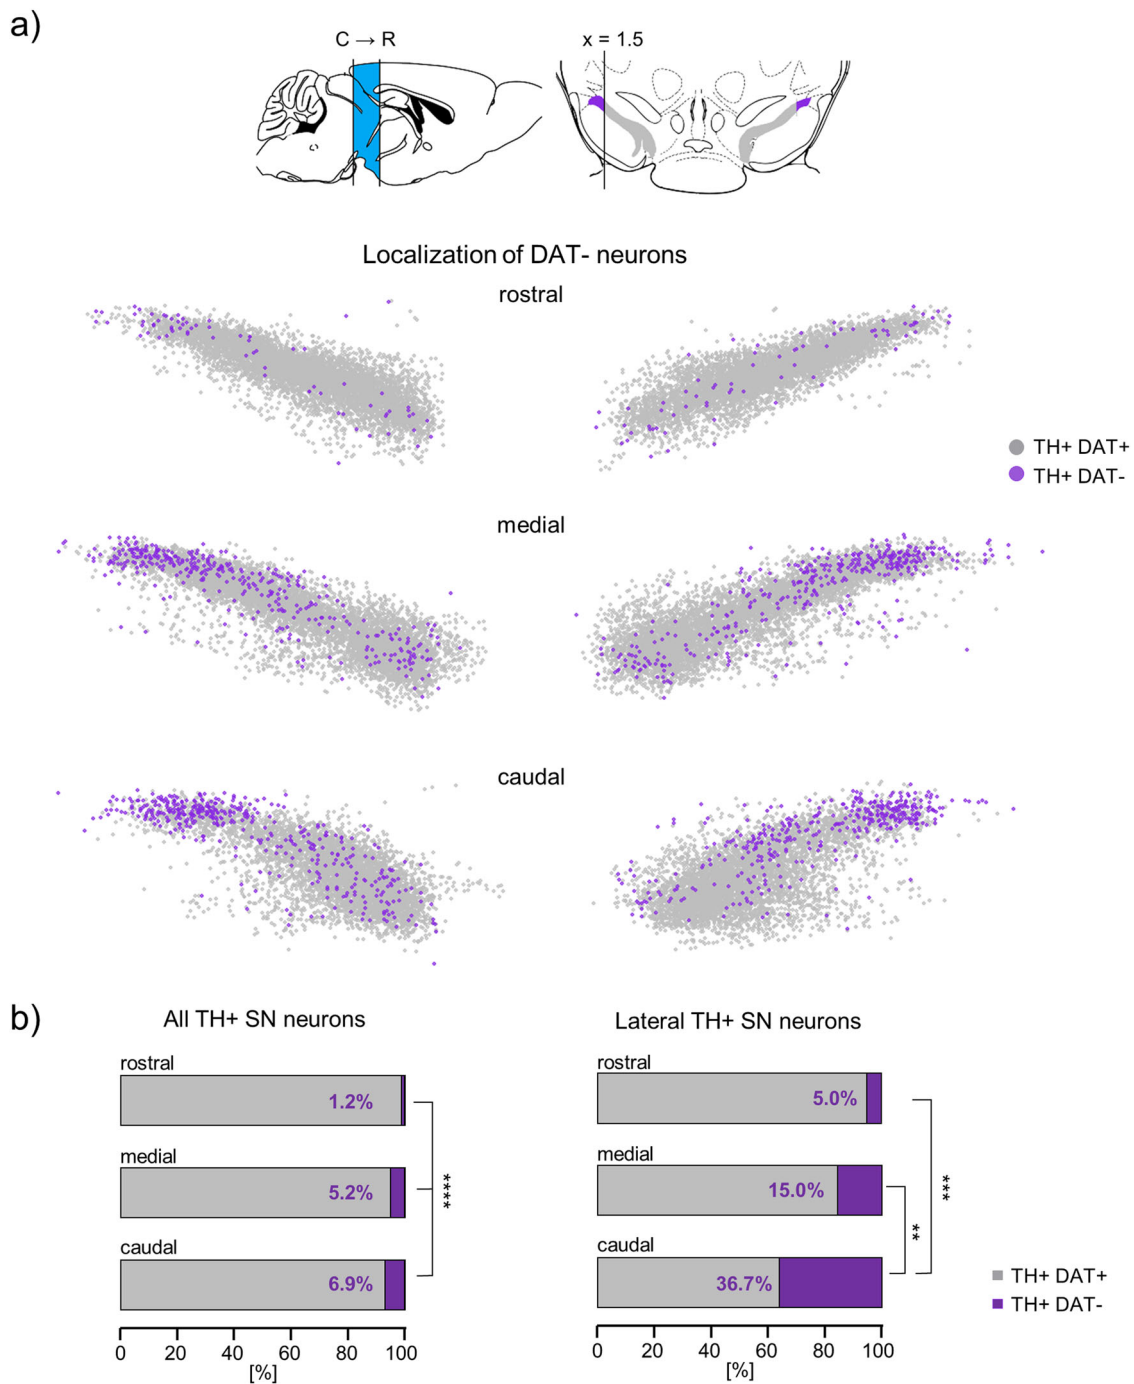 a)
C → R
x = 1.5
Localization of DAT- neurons
rostral
TH+ DAT+
TH+ DAT-
medial
caudal
b)
All TH+ SN neurons
rostral
1.2%
medial
5.2%
caudal
6.9%
****
0 20 40 60 80 100
[%]
Lateral TH+ SN neurons
rostral
5.0%
medial
15.0%
caudal
36.7%
**
***
0 20 40 60 80 100
[%]
TH+ DAT+
TH+ DAT-